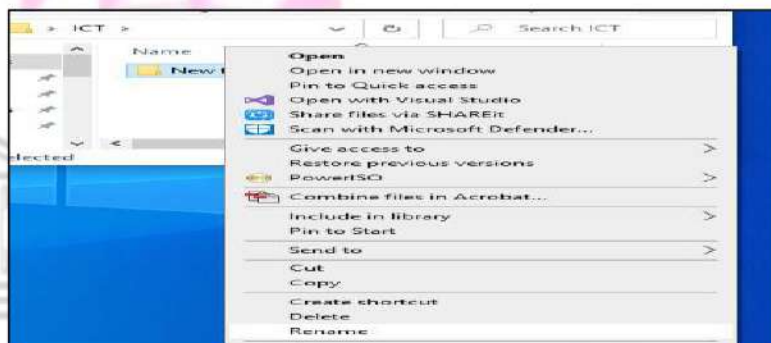 > ICT >
Search ICT
Name
New
elected
Open
Open in new window
Pin to Quick access
Open with Visual Studio
Share files via SHAREit
Scan with Microsoft Defender...
Give access to >
Restore previous versions
PowerISO >
Combine files in Acrobat...
Include in library >
Pin to Start
Send to >
Cut
Copy
Create shortcut
Delete
Rename